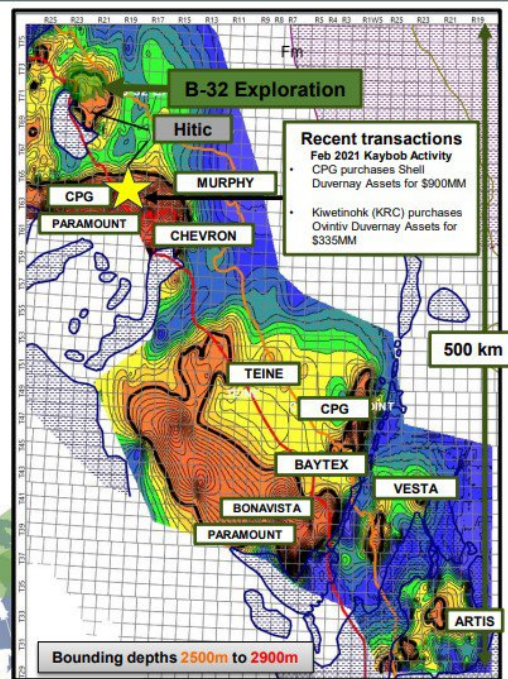 R25 R23 R21 R19 R17 R15 R13 R11 R9 R8 R7 R5 R4 R3 R1W5 R25 R23 R21 R19
T75
Fm
T73
B-32 Exploration
T71
T69
Hitic
T67
Recent transactions
Feb 2021 Kaybob Activity
• CPG purchases Shell
Duvernay Assets for $900MM
• Kiwetinohk (KRC) purchases
Ovintiv Duvernay Assets for
$335MM
T65
MURPHY
CPG
T63
PARAMOUNT
T61
CHEVRON
T59
T57
T55
T53
500 km
T51
TEINE
T49
CPG
T47
BAYTEX
T45
VESTA
T43
BONAVISTA
T41
PARAMOUNT
T39
T37
T35
ARTIS
T33
T31
Bounding depths 2500m to 2900m
T29